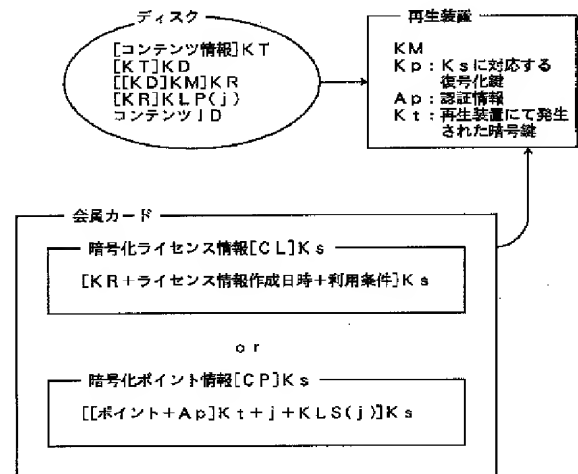 ディスク
[コンテンツ情報]KT
[KT]KD
[[KD]KM]KR
[KR]KLP(j)
コンテンツID
再生装置
KM
Kp:Ksに対応する
復号化鍵
Ap:認証情報
Kt:再生装置にて発生
された暗号鍵
会員カード
暗号化ライセンス情報[CL]Ks
[KR+ライセンス情報作成日時+利用条件]Ks
or
暗号化ポイント情報[CP]Ks
[[ポイント+Ap]Kt+j+KLS(j)]Ks